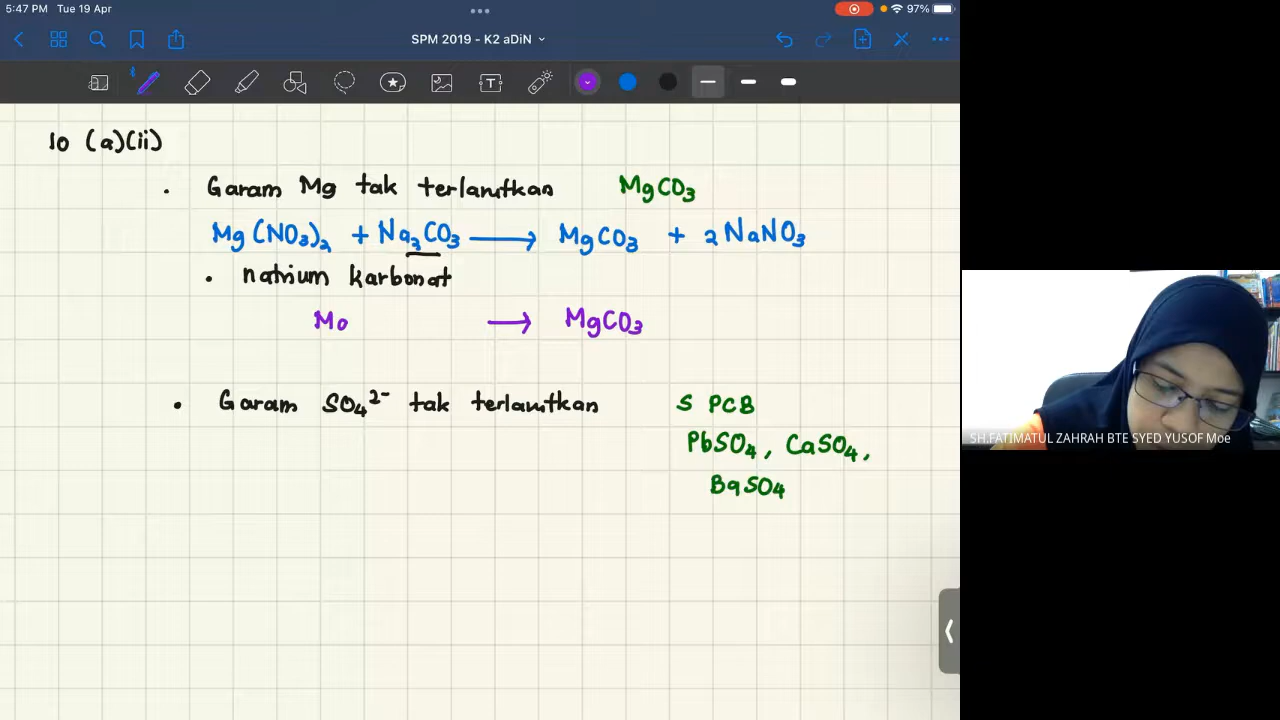 5:47 PM Tue 19 Apr
97%
SPM 2019 - K2 aDiN
T
10 (a)(ii)
• Garam Mg tak terlarutkan MgCO₃
Mg(NO₃)₂ + Na₂CO₃ ⟶ MgCO₃ + 2NaNO₃
• natrium karbonat
Mo → MgCO₃
• Garam SO₄²⁻ tak terlarutkan S PCB
PbSO₄, CaSO₄,
BaSO₄
SH.FATIMATUL ZAHRAH BTE SYED YUSOF Moe